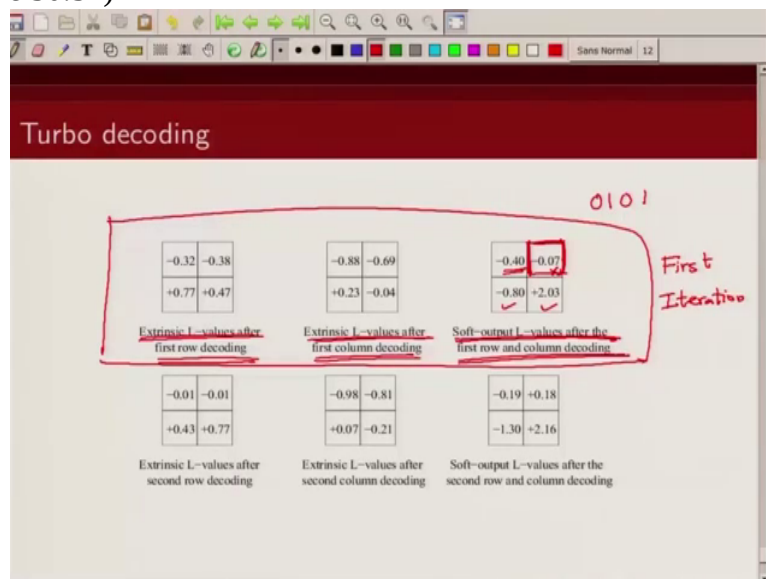 Sans Normal 12
Turbo decoding
0101
−0.32 −0.38
+0.77 +0.47
Extrinsic L−values after
first row decoding
−0.88 −0.69
+0.23 −0.04
Extrinsic L−values after
first column decoding
−0.40 −0.07
−0.80 +2.03
Soft−output L−values after the
first row and column decoding
First
Iteration
−0.01 −0.01
+0.43 +0.77
Extrinsic L−values after
second row decoding
−0.98 −0.81
+0.07 −0.21
Extrinsic L−values after
second column decoding
−0.19 +0.18
−1.30 +2.16
Soft−output L−values after the
second row and column decoding